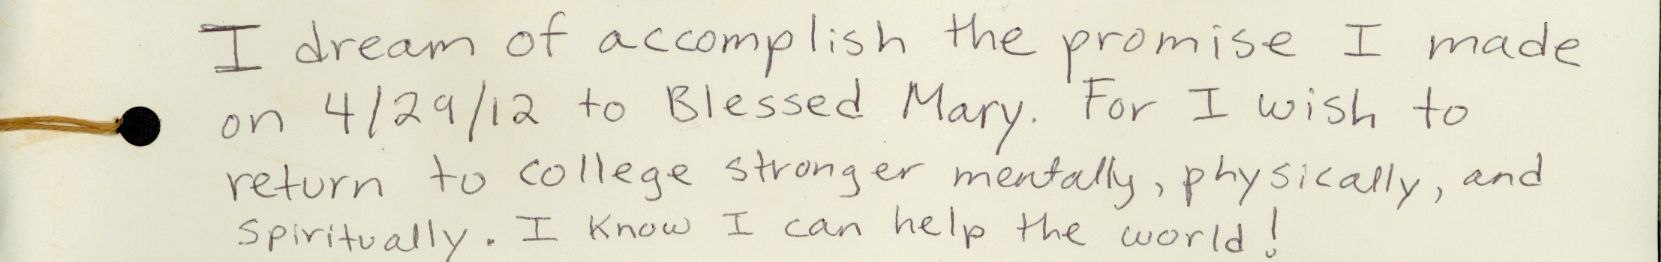 I dream of accomplish the promise I made
on 4/29/12 to Blessed Mary. For I wish to
return to college stronger mentally, physically, and
spiritually. I know I can help the world!